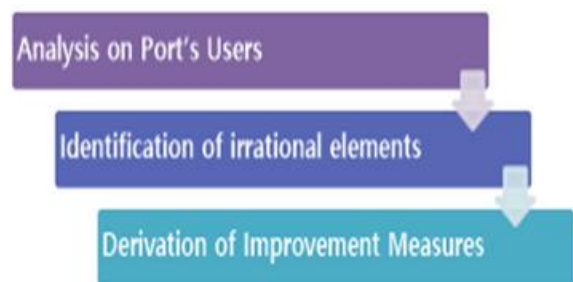 Analysis on Port's Users
Identification of irrational elements
Derivation of Improvement Measures